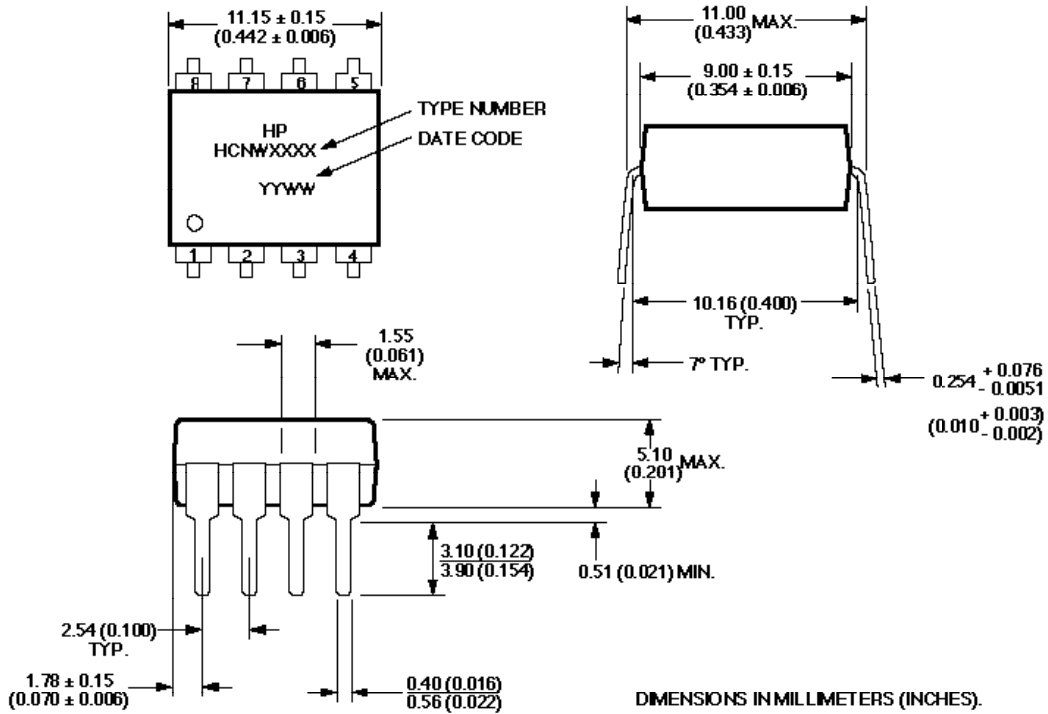 11.15 ± 0.15
(0.442 ± 0.006)
8 7 6 5
HP
HCNWXXXX
YYWW
1 2 3 4
TYPE NUMBER
DATE CODE
11.00
(0.433) MAX.
9.00 ± 0.15
(0.354 ± 0.006)
10.16 (0.400)
TYP.
7° TYP.
0.254 + 0.076
- 0.0051
(0.010 + 0.003)
- 0.002)
1.55
(0.061)
MAX.
5.10
(0.201) MAX.
3.10 (0.122)
3.90 (0.154)
0.51 (0.021) MIN.
2.54 (0.100)
TYP.
1.78 ± 0.15
(0.070 ± 0.006)
0.40 (0.016)
0.56 (0.022)
DIMENSIONS IN MILLIMETERS (INCHES).